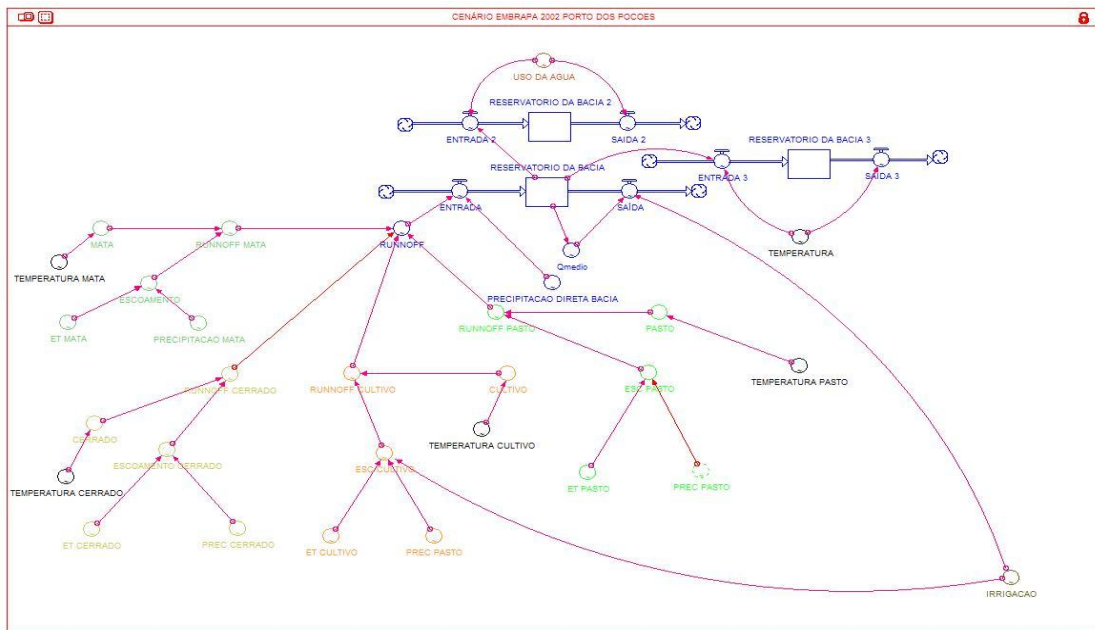 CENÁRIO EMBRAPA 2002 PORTO DOS POCOES
USO DA AGUA
RESERVATORIO DA BACIA 2
ENTRADA 2
SAIDA 2
RESERVATORIO DA BACIA 3
ENTRADA 3
SAÍDA 3
RESERVATORIO DA BACIA
ENTRADA
SAÍDA
MATA
RUNNOFF MATA
RUNNOFF
TEMPERATURA
TEMPERATURA MATA
Qmedio
ESCOAMENTO
PRECIPITACAO DIRETA BACIA
ET MATA
PRECIPITACAO MATA
RUNNOFF PASTO
PASTO
TEMPERATURA PASTO
RUNNOFF CERRADO
RUNNOFF CULTIVO
CULTIVO
ESC PASTO
CERRADO
TEMPERATURA CULTIVO
ESCOAMENTO CERRADO
ESC CULTIVO
TEMPERATURA CERRADO
ET PASTO
PREC PASTO
ET CERRADO
PREC CERRADO
ET CULTIVO
PREC PASTO
IRRIGACAO